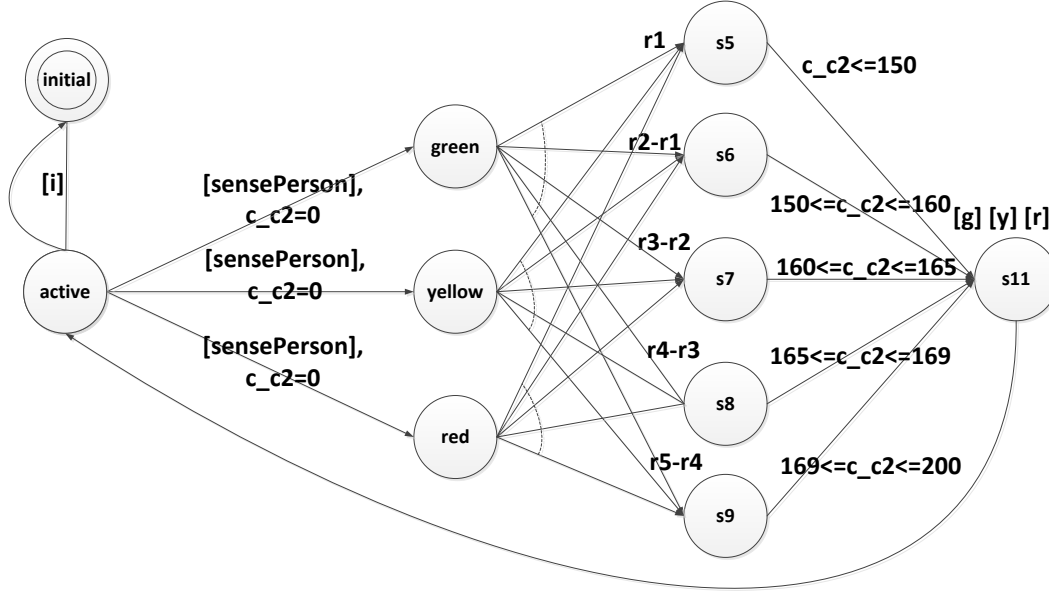 initial
[i]
active
[sensePerson],
c_c2=0
[sensePerson],
c_c2=0
[sensePerson],
c_c2=0
green
yellow
red
r1
r2-r1
r3-r2
r4-r3
r5-r4
s5
s6
s7
s8
s9
c_c2<=150
150<=c_c2<=160
160<=c_c2<=165
165<=c_c2<=169
169<=c_c2<=200
[g] [y] [r]
s11